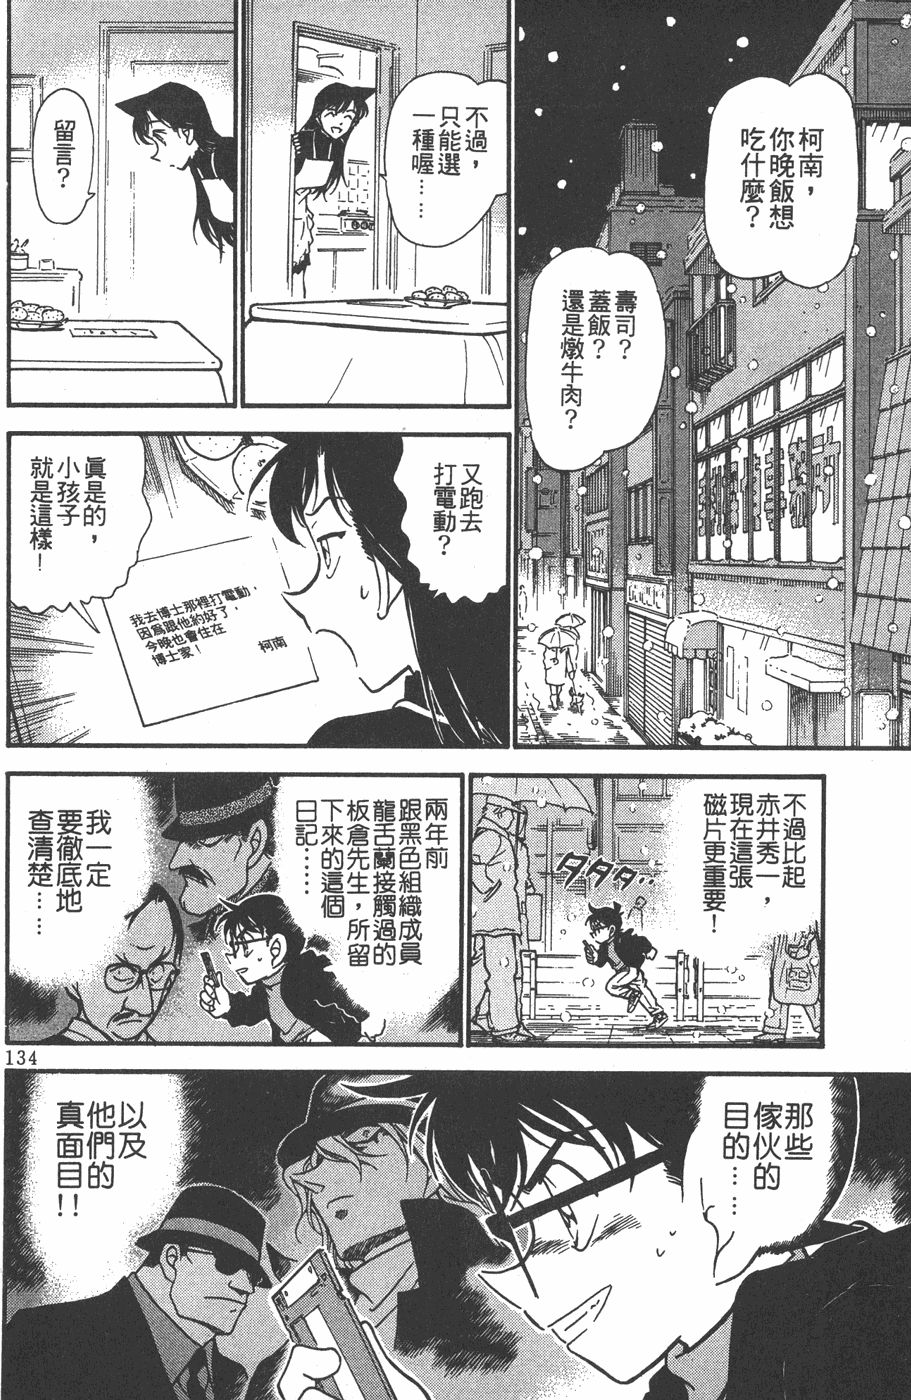 柯南，
你晚飯想
吃什麼？
壽司？
蓋飯？
還是燉牛肉？
不過，
只能選
一種喔……
留言？
又跑去
打電動？
我去博士那裡打電動，
因爲跟他約好了，
今晚也會住在
博士家！
柯南
眞是的，
小孩子
就是這樣！
不過比起
赤井秀一，
現在這張
磁片更重要！
タタタ‥
兩年前
跟黑色組織成員
龍舌蘭接觸過的
板倉先生，所留
下來的這個
日記……
我一定
要徹底地
查清楚……
134
那些
傢伙的
目的……
以及
他們的
真面目!!